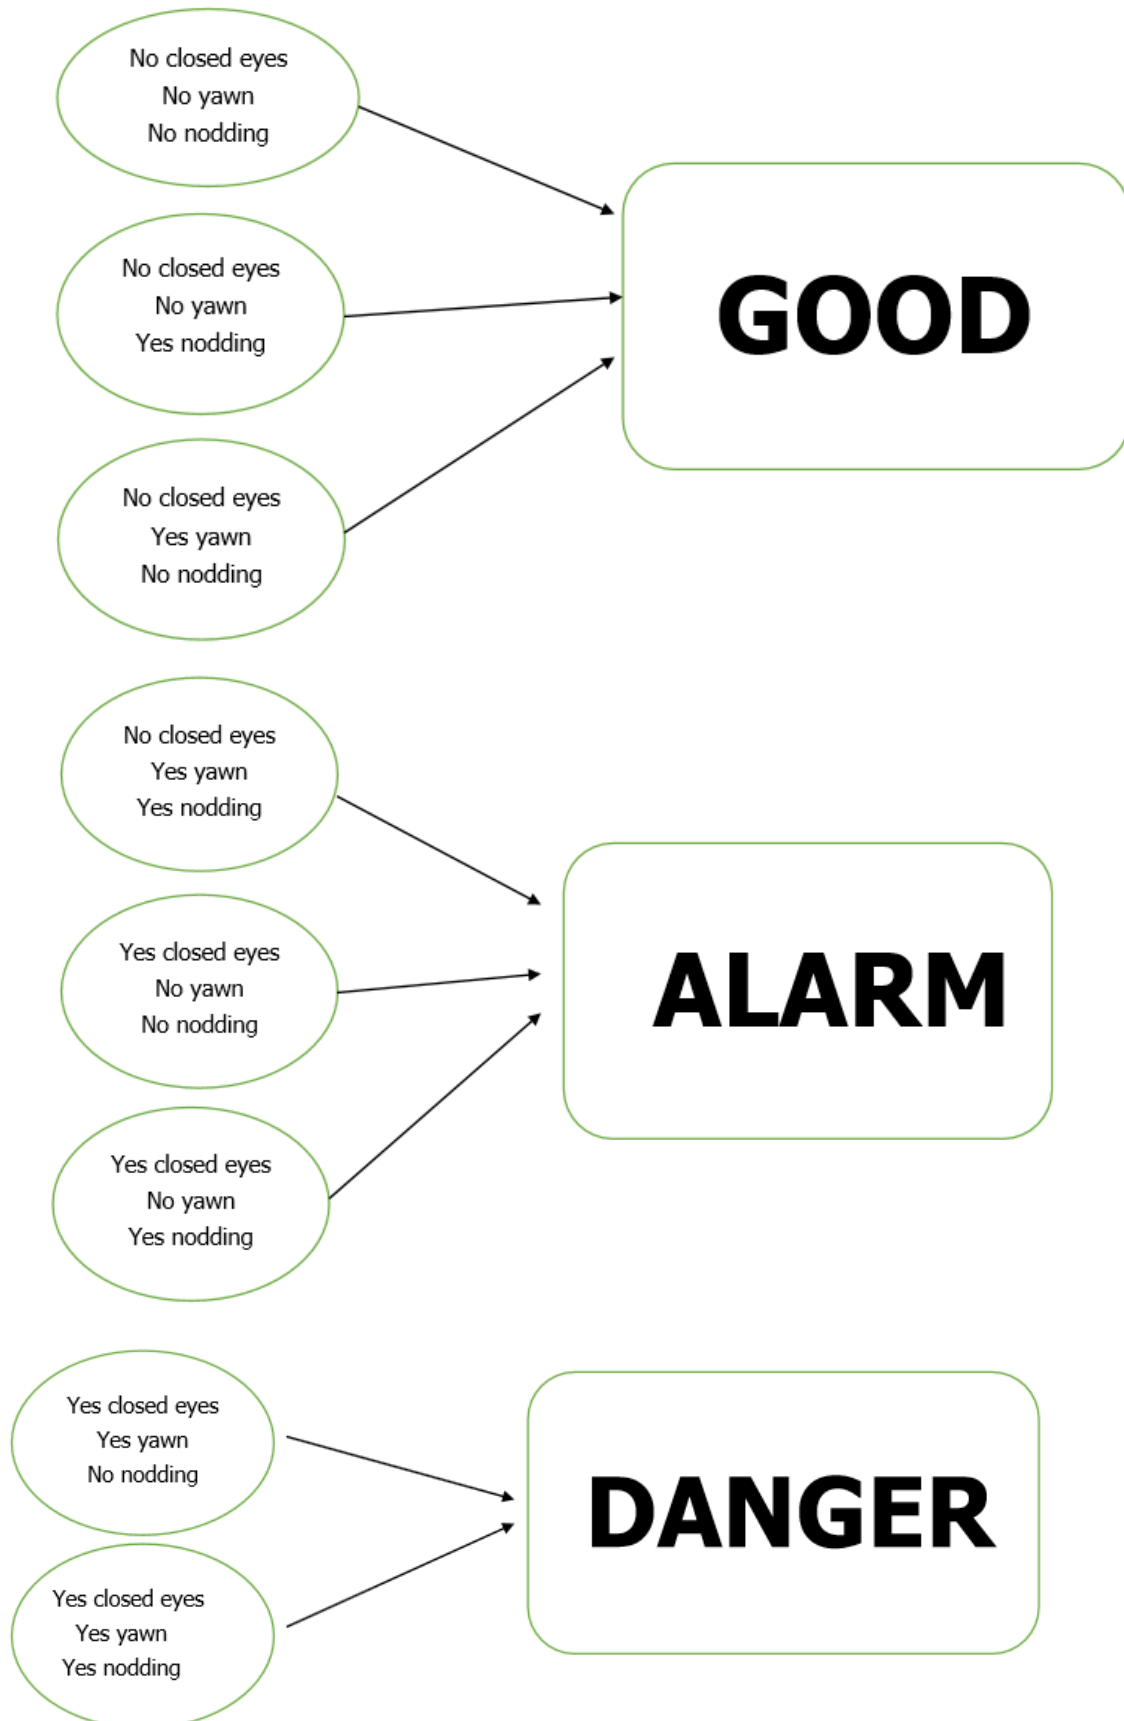 No closed eyes
No yawn
No nodding
No closed eyes
No yawn
Yes nodding
No closed eyes
Yes yawn
No nodding
GOOD
No closed eyes
Yes yawn
Yes nodding
Yes closed eyes
No yawn
No nodding
Yes closed eyes
No yawn
Yes nodding
ALARM
Yes closed eyes
Yes yawn
No nodding
Yes closed eyes
Yes yawn
Yes nodding
DANGER